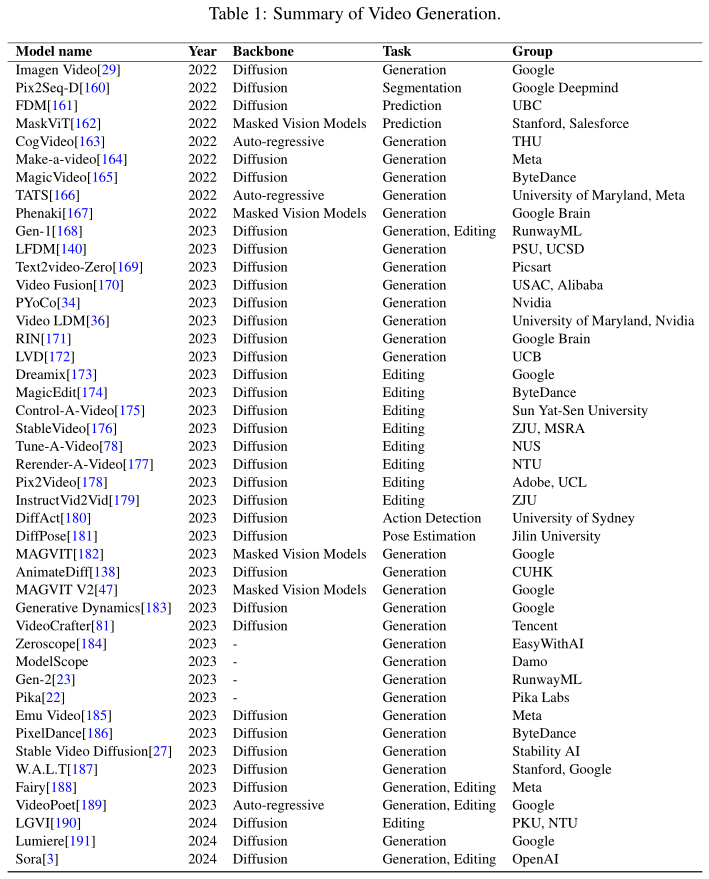 Table 1: Summary of Video Generation.
Model name Year Backbone Task Group
Imagen Video[29] 2022 Diffusion Generation Google
Pix2Seq-D[160] 2022 Diffusion Segmentation Google Deepmind
FDM[161] 2022 Diffusion Prediction UBC
MaskViT[162] 2022 Masked Vision Models Prediction Stanford, Salesforce
CogVideo[163] 2022 Auto-regressive Generation THU
Make-a-video[164] 2022 Diffusion Generation Meta
MagicVideo[165] 2022 Diffusion Generation ByteDance
TATS[166] 2022 Auto-regressive Generation University of Maryland, Meta
Phenaki[167] 2022 Masked Vision Models Generation Google Brain
Gen-1[168] 2023 Diffusion Generation, Editing RunwayML
LFDM[140] 2023 Diffusion Generation PSU, UCSD
Text2video-Zero[169] 2023 Diffusion Generation Picsart
Video Fusion[170] 2023 Diffusion Generation USAC, Alibaba
PYoCo[34] 2023 Diffusion Generation Nvidia
Video LDM[36] 2023 Diffusion Generation University of Maryland, Nvidia
RIN[171] 2023 Diffusion Generation Google Brain
LVD[172] 2023 Diffusion Generation UCB
Dreamix[173] 2023 Diffusion Editing Google
MagicEdit[174] 2023 Diffusion Editing ByteDance
Control-A-Video[175] 2023 Diffusion Editing Sun Yat-Sen University
StableVideo[176] 2023 Diffusion Editing ZJU, MSRA
Tune-A-Video[78] 2023 Diffusion Editing NUS
Rerender-A-Video[177] 2023 Diffusion Editing NTU
Pix2Video[178] 2023 Diffusion Editing Adobe, UCL
InstructVid2Vid[179] 2023 Diffusion Editing ZJU
DiffAct[180] 2023 Diffusion Action Detection University of Sydney
DiffPose[181] 2023 Diffusion Pose Estimation Jilin University
MAGVIT[182] 2023 Masked Vision Models Generation Google
AnimateDiff[138] 2023 Diffusion Generation CUHK
MAGVIT V2[47] 2023 Masked Vision Models Generation Google
Generative Dynamics[183] 2023 Diffusion Generation Google
VideoCrafter[81] 2023 Diffusion Generation Tencent
Zeroscope[184] 2023 - Generation EasyWithAI
ModelScope 2023 - Generation Damo
Gen-2[23] 2023 - Generation RunwayML
Pika[22] 2023 - Generation Pika Labs
Emu Video[185] 2023 Diffusion Generation Meta
PixelDance[186] 2023 Diffusion Generation ByteDance
Stable Video Diffusion[27] 2023 Diffusion Generation Stability AI
W.A.L.T[187] 2023 Diffusion Generation Stanford, Google
Fairy[188] 2023 Diffusion Generation, Editing Meta
VideoPoet[189] 2023 Auto-regressive Generation, Editing Google
LGVI[190] 2024 Diffusion Editing PKU, NTU
Lumiere[191] 2024 Diffusion Generation Google
Sora[3] 2024 Diffusion Generation, Editing OpenAI